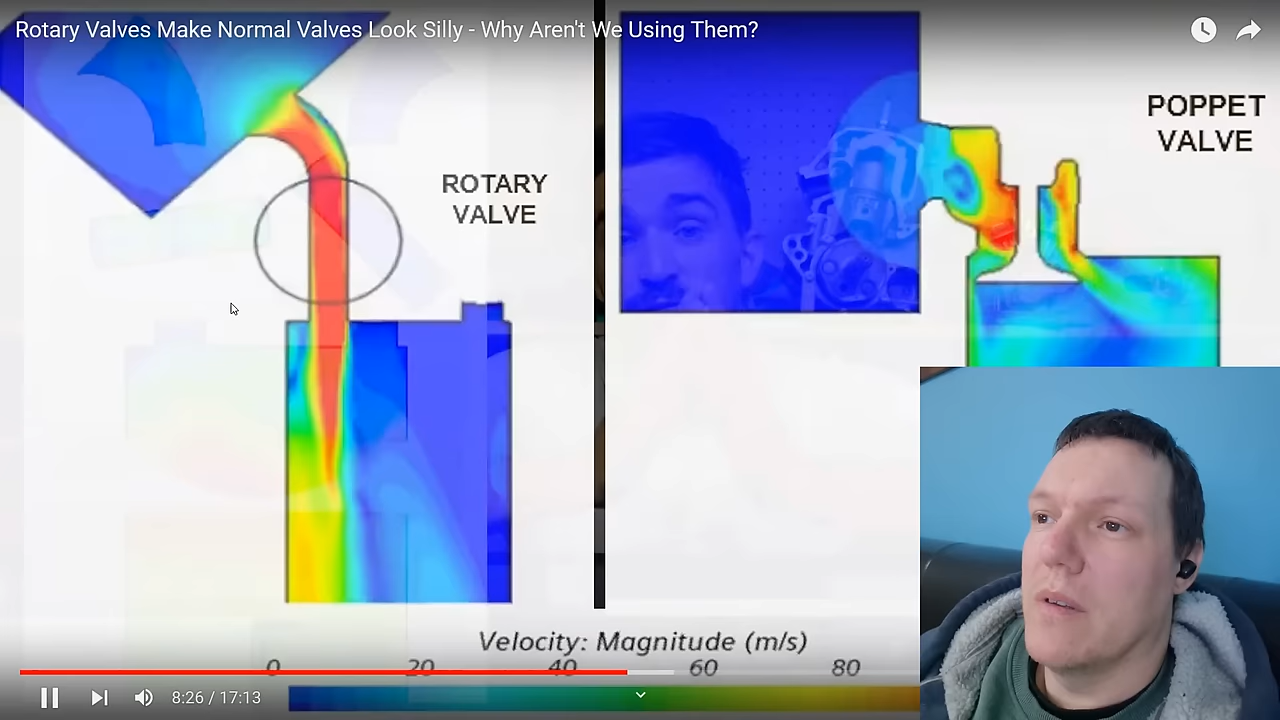 Rotary Valves Make Normal Valves Look Silly - Why Aren't We Using Them?
POPPET
VALVE
ROTARY
VALVE
Velocity: Magnitude (m/s)
0 20 40 60 80
8:26 / 17:13